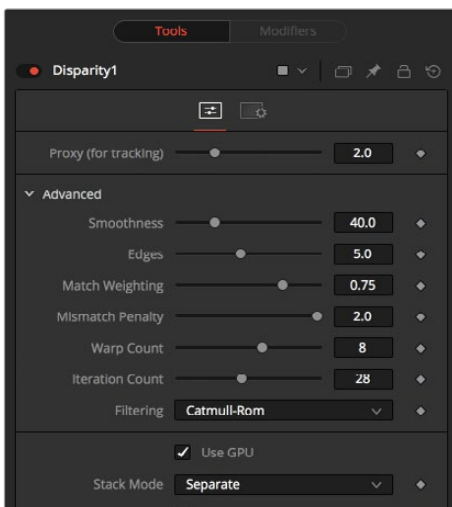 Tools Modifiers
Disparity1
Proxy (for tracking) 2.0
Advanced
Smoothness 40.0
Edges 5.0
Match Weighting 0.75
Mismatch Penalty 2.0
Warp Count 8
Iteration Count 28
Filtering Catmull-Rom
Use GPU
Stack Mode Separate